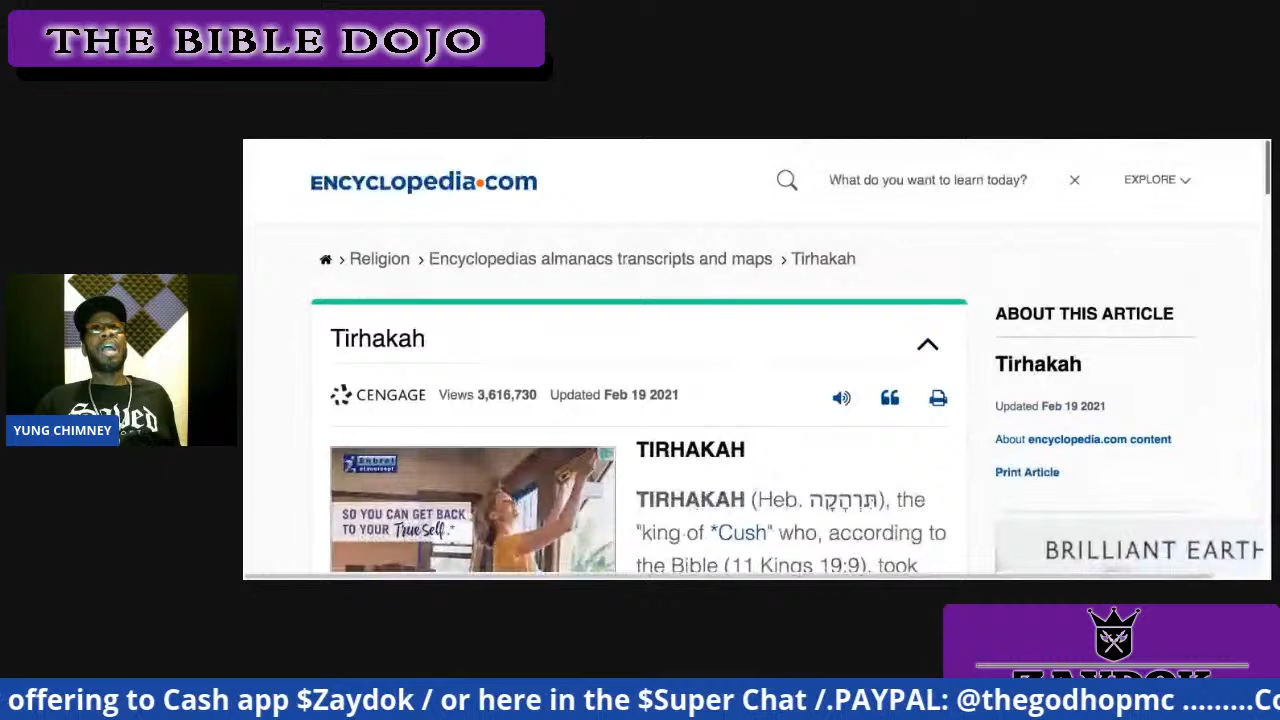 THE BIBLE DOJO
ENCYCLOPEDIA.com
What do you want to learn today?
EXPLORE
Religion › Encyclopedias almanacs transcripts and maps › Tirhakah
Tirhakah
CENGAGE Views 3,616,730 Updated Feb 19 2021
SO YOU CAN GET BACK
TO YOUR True self.*
TIRHAKAH
TIRHAKAH (Heb. תִּרְהָקָה), the
"king of *Cush" who, according to
the Bible (11 Kings 19:9), took
ABOUT THIS ARTICLE
Tirhakah
Updated Feb 19 2021
About encyclopedia.com content
Print Article
BRILLIANT EARTH
Saved
YUNG CHIMNEY
ZAYDOK
offering to Cash app $Zaydok / or here in the $Super Chat /.PAYPAL: @thegodhopmc .........Co